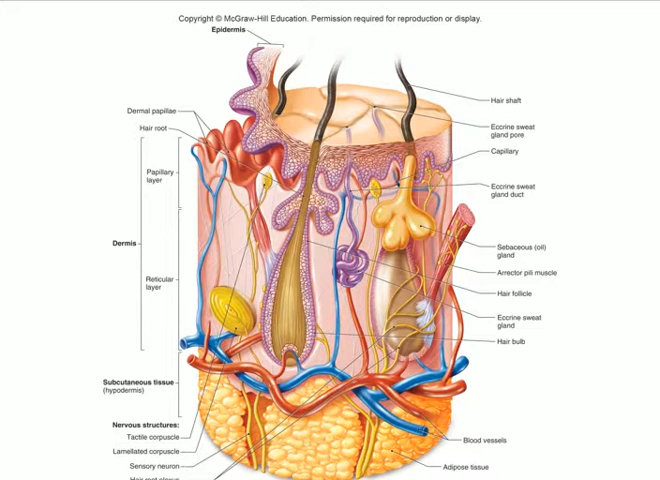 Copyright © McGraw-Hill Education. Permission required for reproduction or display.
Epidermis
Dermal papillae
Hair root
Papillary
layer
Dermis
Reticular
layer
Subcutaneous tissue
(hypodermis)
Nervous structures:
Tactile corpuscle
Lamellated corpuscle
Sensory neuron
Hair root plexus
Hair shaft
Eccrine sweat
gland pore
Capillary
Eccrine sweat
gland duct
Sebaceous (oil)
gland
Arrector pili muscle
Hair follicle
Eccrine sweat
gland
Hair bulb
Blood vessels
Adipose tissue